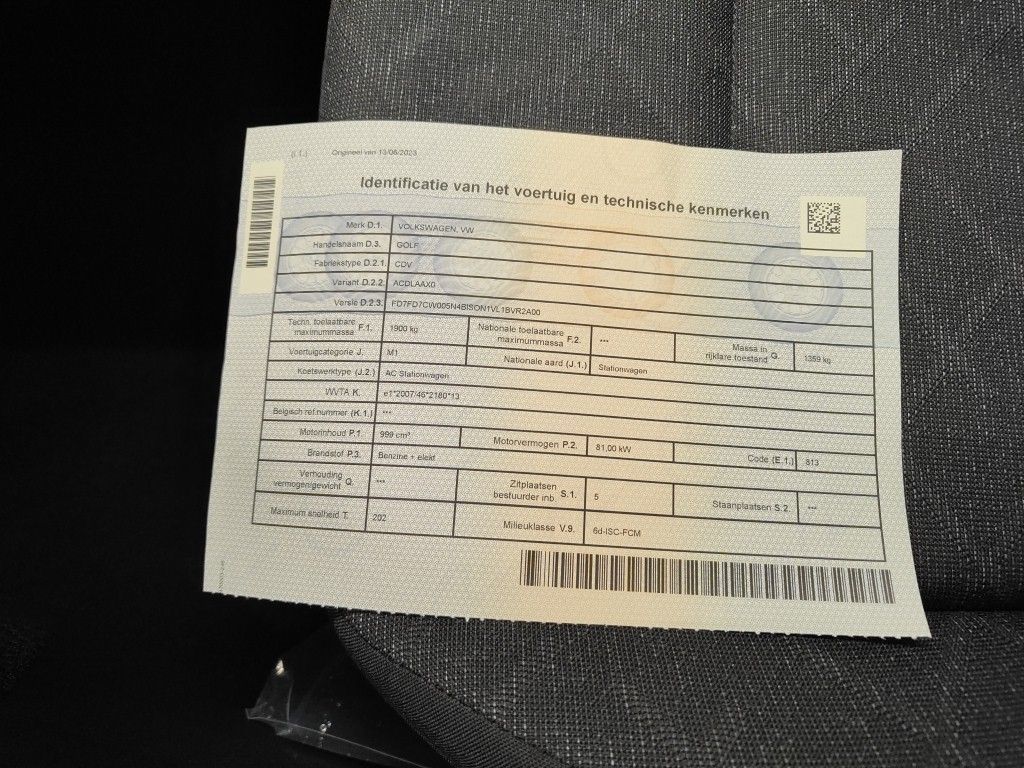 (I.1.) Origineel van 13/06/2023
Identificatie van het voertuig en technische kenmerken
Merk D.1. VOLKSWAGEN, VW
Handelsnaam D.3. GOLF
Fabriekstype D.2.1. CDV
Variant D.2.2. ACDLAAX0
Versie D.2.3. FD7FD7CW005N4BISON1VL1BVR2A00
Techn. toelaatbare maximummassa F.1. 1900 kg Nationale toelaatbare maximummassa F.2. --- Massa in rijklare toestand G. 1359 kg
Voertuigcategorie J. M1 Nationale aard (J.1.) Stationwagen
Koetswerktype (J.2.) AC Stationwagen
WVTA K. e1*2007/46*2180*13
Belgisch ref.nummer (K.1.) ---
Motorinhoud P.1. 999 cm³ Motorvermogen P.2. 81,00 kW Code (E.1.) 813
Brandstof P.3. Benzine + elekt
Verhouding vermogen/gewicht Q. --- Zitplaatsen bestuurder inb. S.1. 5 Staanplaatsen S.2. ---
Maximum snelheid T. 202 Milieuklasse V.9. 6d-ISC-FCM